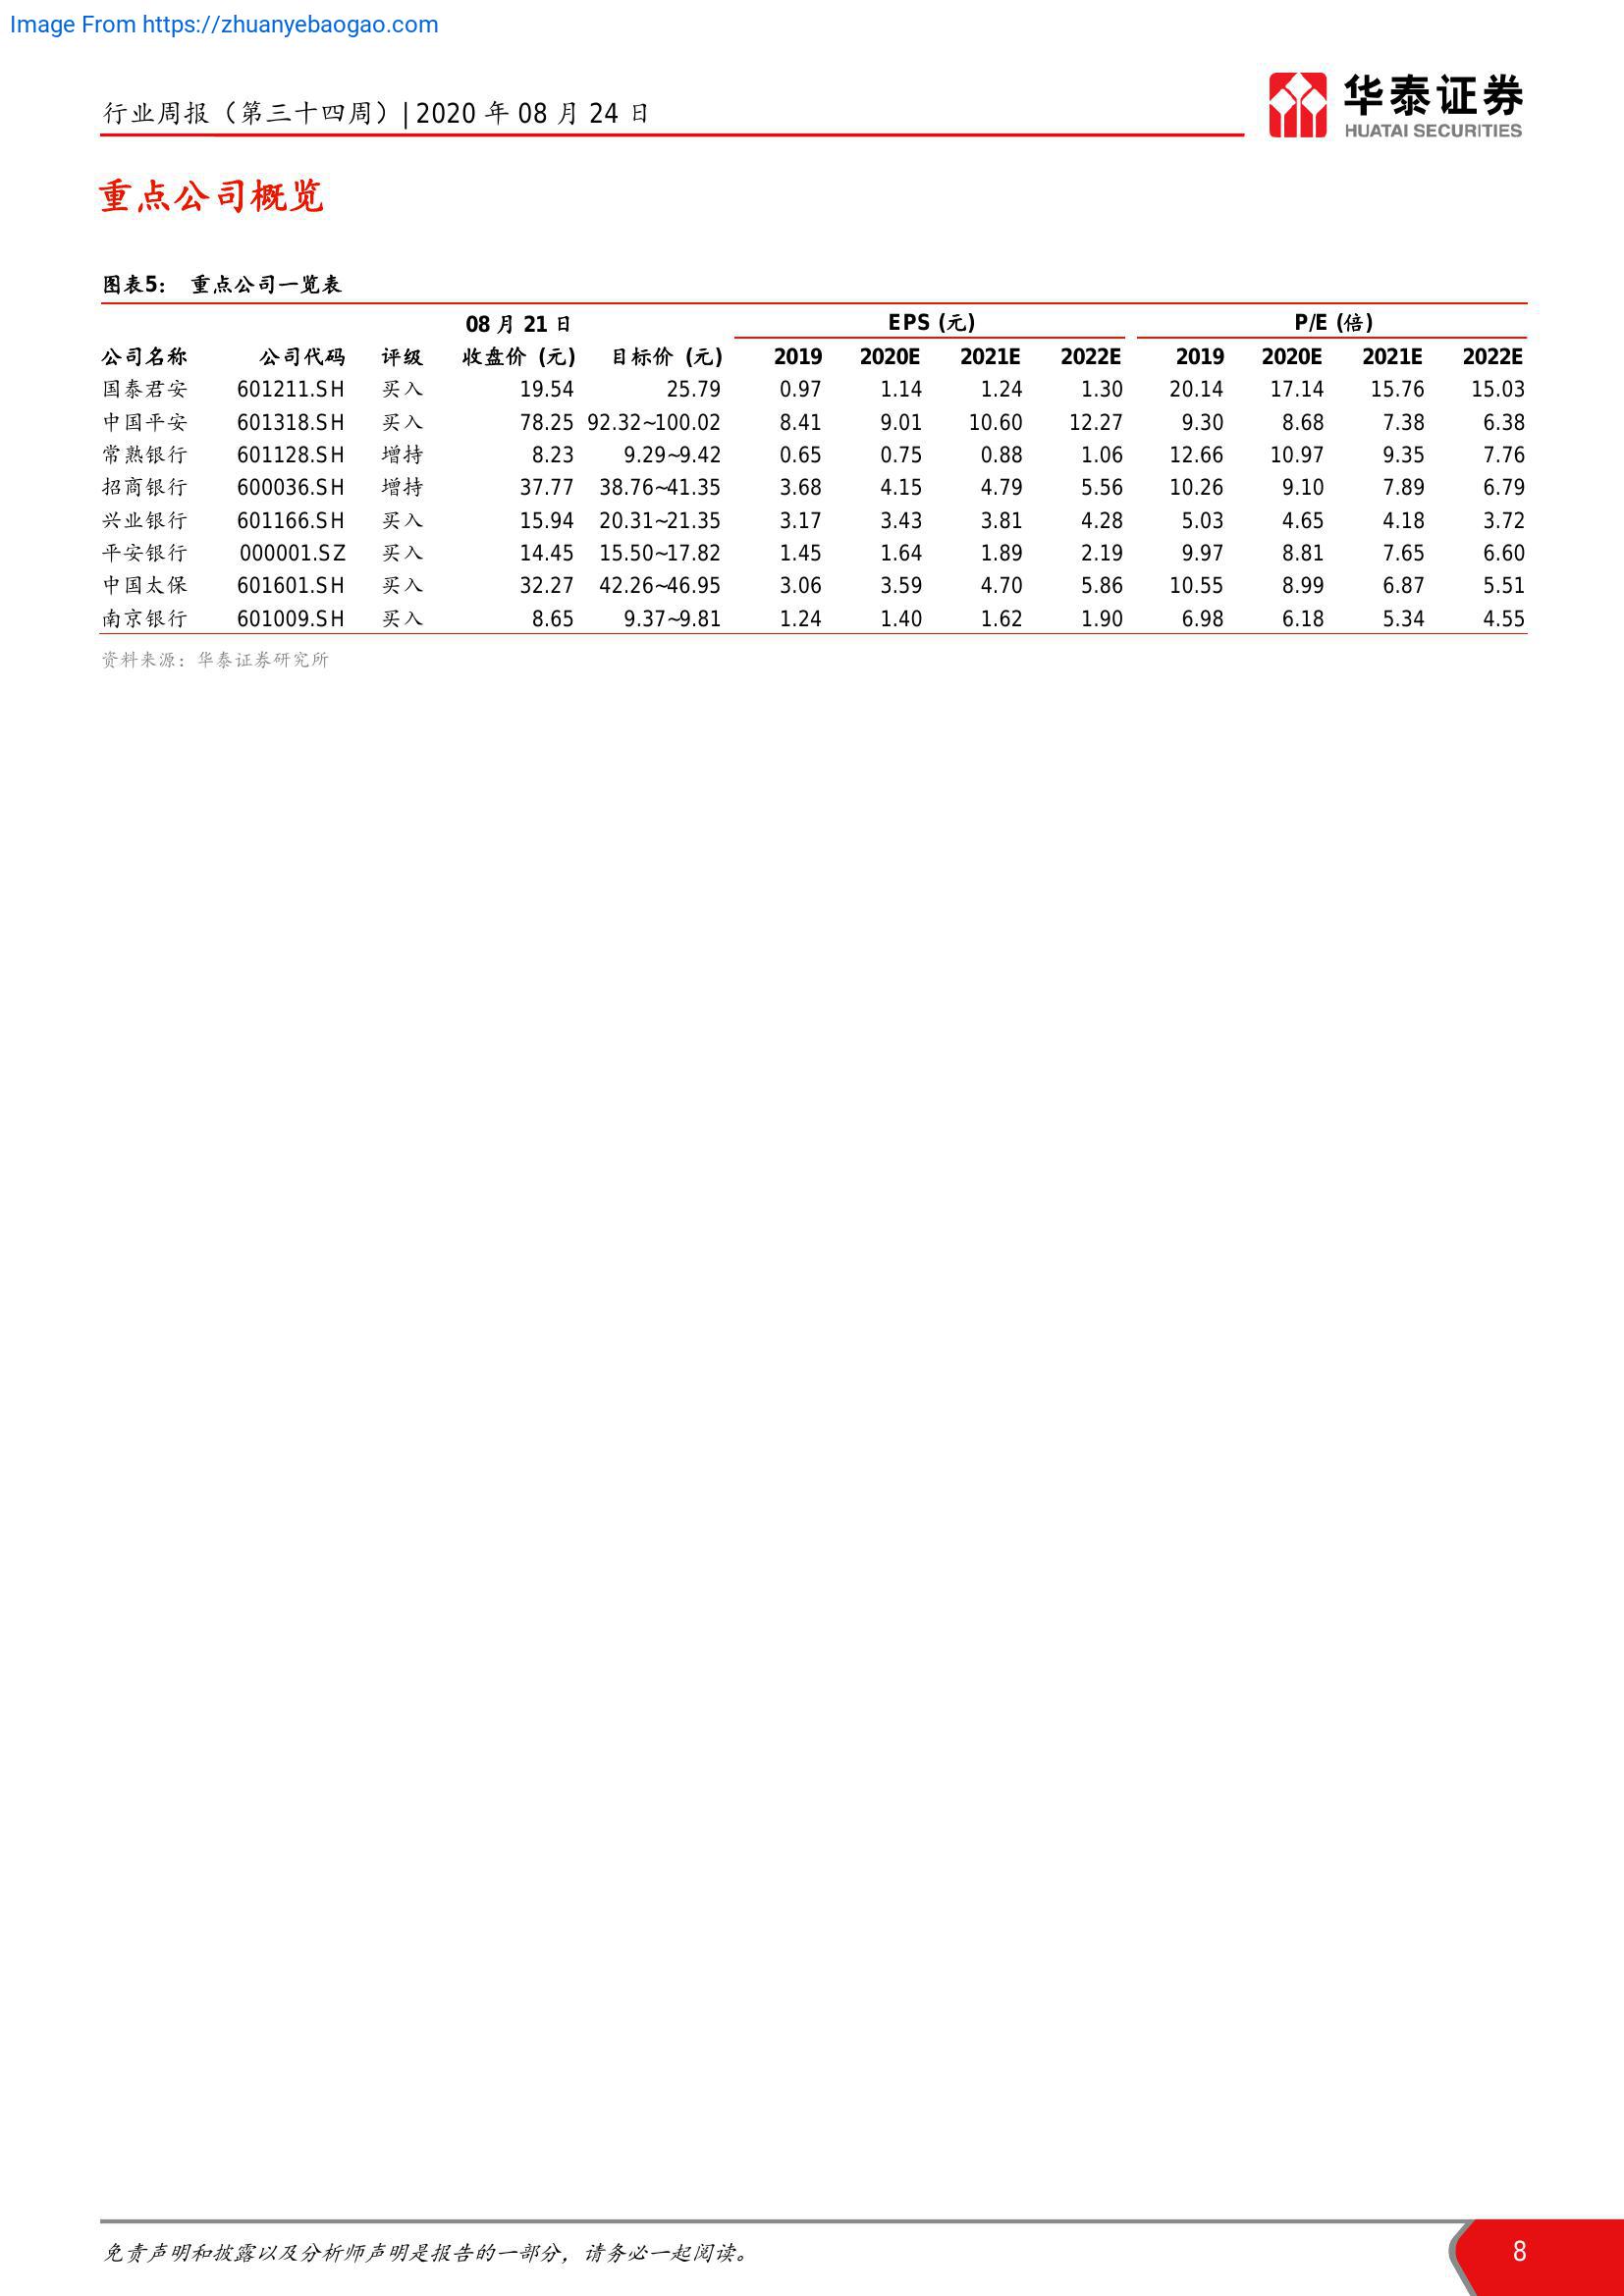 Image From https://zhuanyebaogao.com
行业周报（第三十四周）|2020 年 08 月 24 日
华泰证券
HUATAI SECURITIES
重点公司概览
图表5： 重点公司一览表
08 月 21 日 EPS (元) P/E (倍)
公司名称 公司代码 评级 收盘价 (元) 目标价 (元) 2019 2020E 2021E 2022E 2019 2020E 2021E 2022E
国泰君安 601211.SH 买入 19.54 25.79 0.97 1.14 1.24 1.30 20.14 17.14 15.76 15.03
中国平安 601318.SH 买入 78.25 92.32~100.02 8.41 9.01 10.60 12.27 9.30 8.68 7.38 6.38
常熟银行 601128.SH 增持 8.23 9.29~9.42 0.65 0.75 0.88 1.06 12.66 10.97 9.35 7.76
招商银行 600036.SH 增持 37.77 38.76~41.35 3.68 4.15 4.79 5.56 10.26 9.10 7.89 6.79
兴业银行 601166.SH 买入 15.94 20.31~21.35 3.17 3.43 3.81 4.28 5.03 4.65 4.18 3.72
平安银行 000001.SZ 买入 14.45 15.50~17.82 1.45 1.64 1.89 2.19 9.97 8.81 7.65 6.60
中国太保 601601.SH 买入 32.27 42.26~46.95 3.06 3.59 4.70 5.86 10.55 8.99 6.87 5.51
南京银行 601009.SH 买入 8.65 9.37~9.81 1.24 1.40 1.62 1.90 6.98 6.18 5.34 4.55
资料来源：华泰证券研究所
免责声明和披露以及分析师声明是报告的一部分，请务必一起阅读。
8